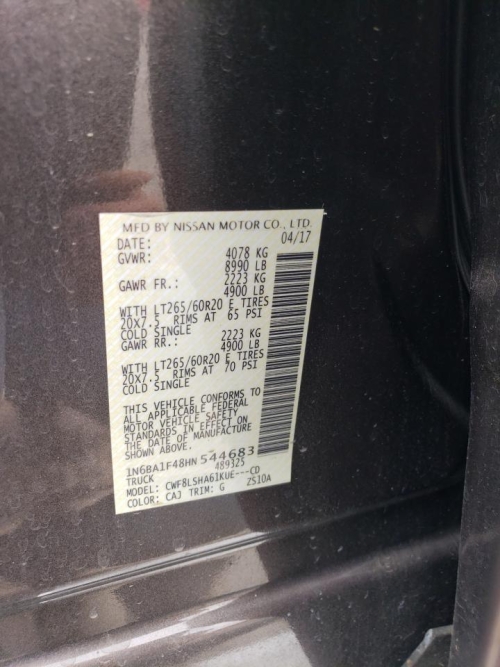 MFD BY NISSAN MOTOR CO., LTD.
DATE: 04/17
GVWR: 4078 KG
8990 LB
GAWR FR.: 2223 KG
4900 LB
WITH LT265/60R20 E TIRES
20X7.5 RIMS AT 65 PSI
COLD SINGLE
GAWR RR.: 2223 KG
4900 LB
WITH LT265/60R20 E TIRES
20X7.5 RIMS AT 70 PSI
COLD SINGLE
THIS VEHICLE CONFORMS TO
ALL APPLICABLE FEDERAL
MOTOR VEHICLE SAFETY
STANDARDS IN EFFECT ON
THE DATE OF MANUFACTURE
SHOWN ABOVE.
1N6BA1F48HN544683
TRUCK 489325
MODEL: CWF8LSHA61KUE---CD
COLOR: CAJ TRIM: G ZS10A